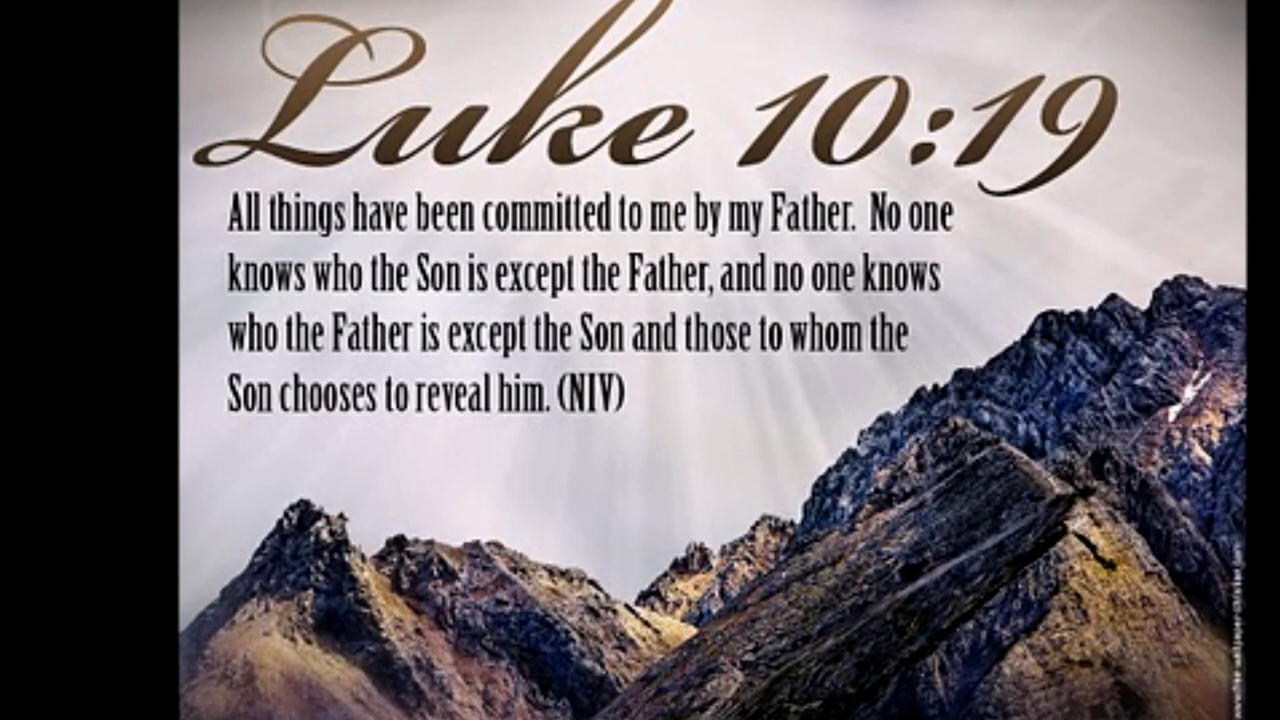 Luke 10:19
All things have been committed to me by my Father. No one
knows who the Son is except the Father, and no one knows
who the Father is except the Son and those to whom the
Son chooses to reveal him. (NIV)